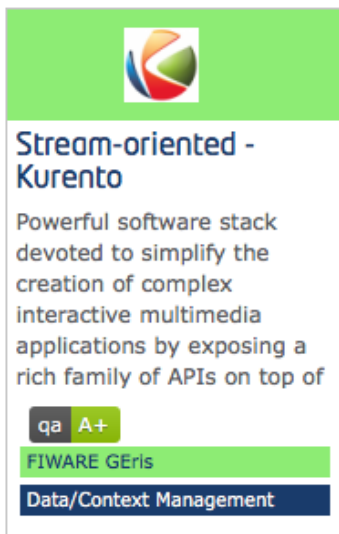 Stream-oriented -
Kurento
Powerful software stack
devoted to simplify the
creation of complex
interactive multimedia
applications by exposing a
rich family of APIs on top of
qa A+
FIWARE GEris
Data/Context Management